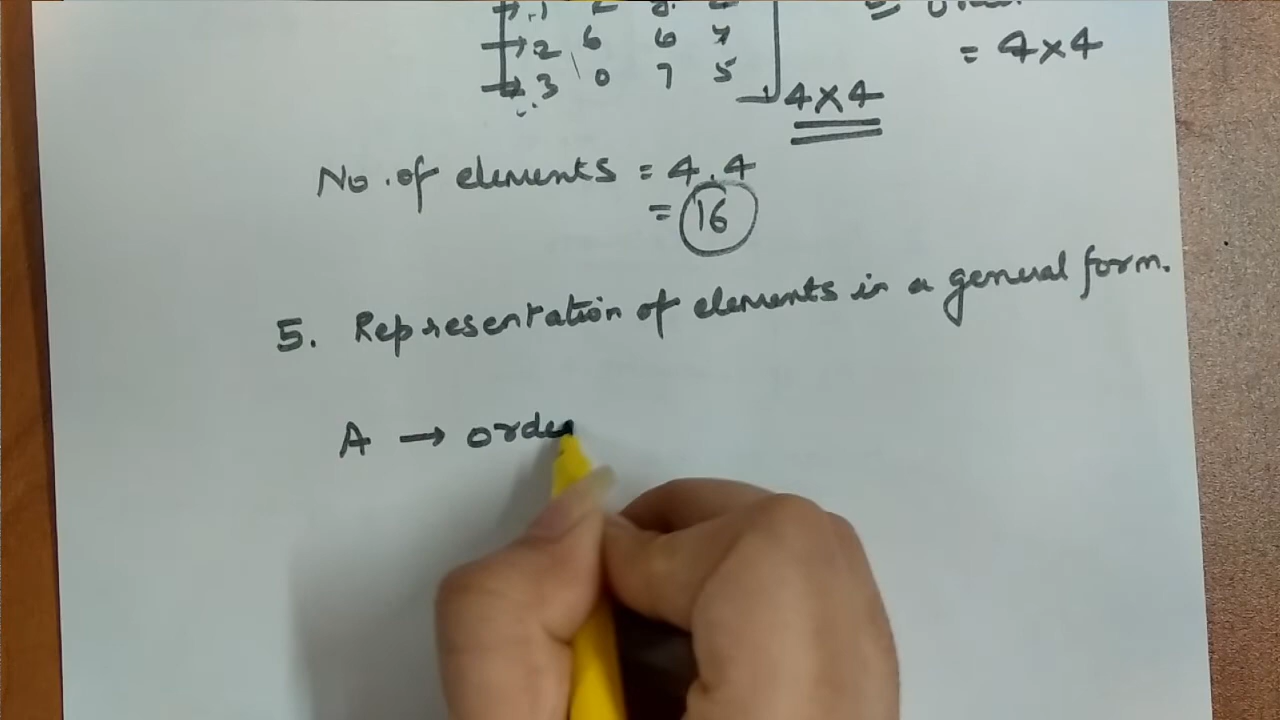 2 6 6 7
3 0 7 5
= 4×4
4×4
No. of elements = 4.4
= 16
5. Representation of elements in a general form.
A → order